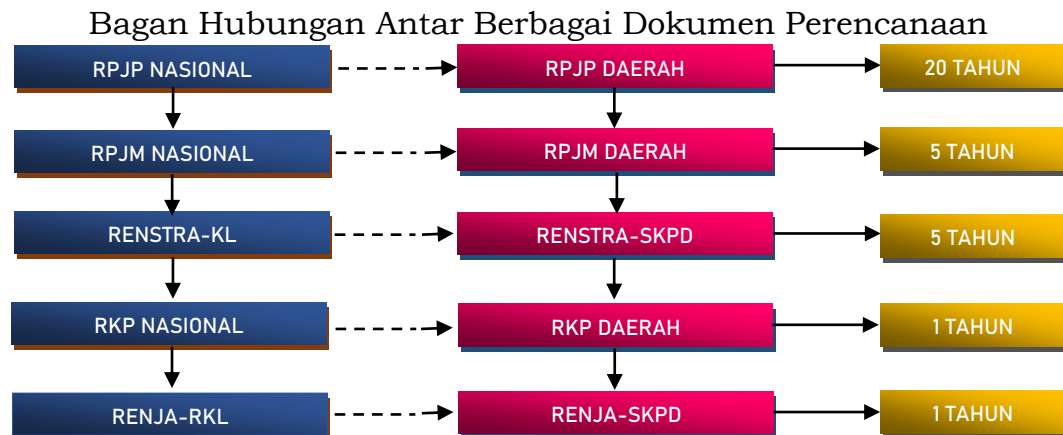 Bagan Hubungan Antar Berbagai Dokumen Perencanaan
RPJP NASIONAL
RPJP DAERAH
20 TAHUN
RPJM NASIONAL
RPJM DAERAH
5 TAHUN
RENSTRA-KL
RENSTRA-SKPD
5 TAHUN
RKP NASIONAL
RKP DAERAH
1 TAHUN
RENJA-RKL
RENJA-SKPD
1 TAHUN